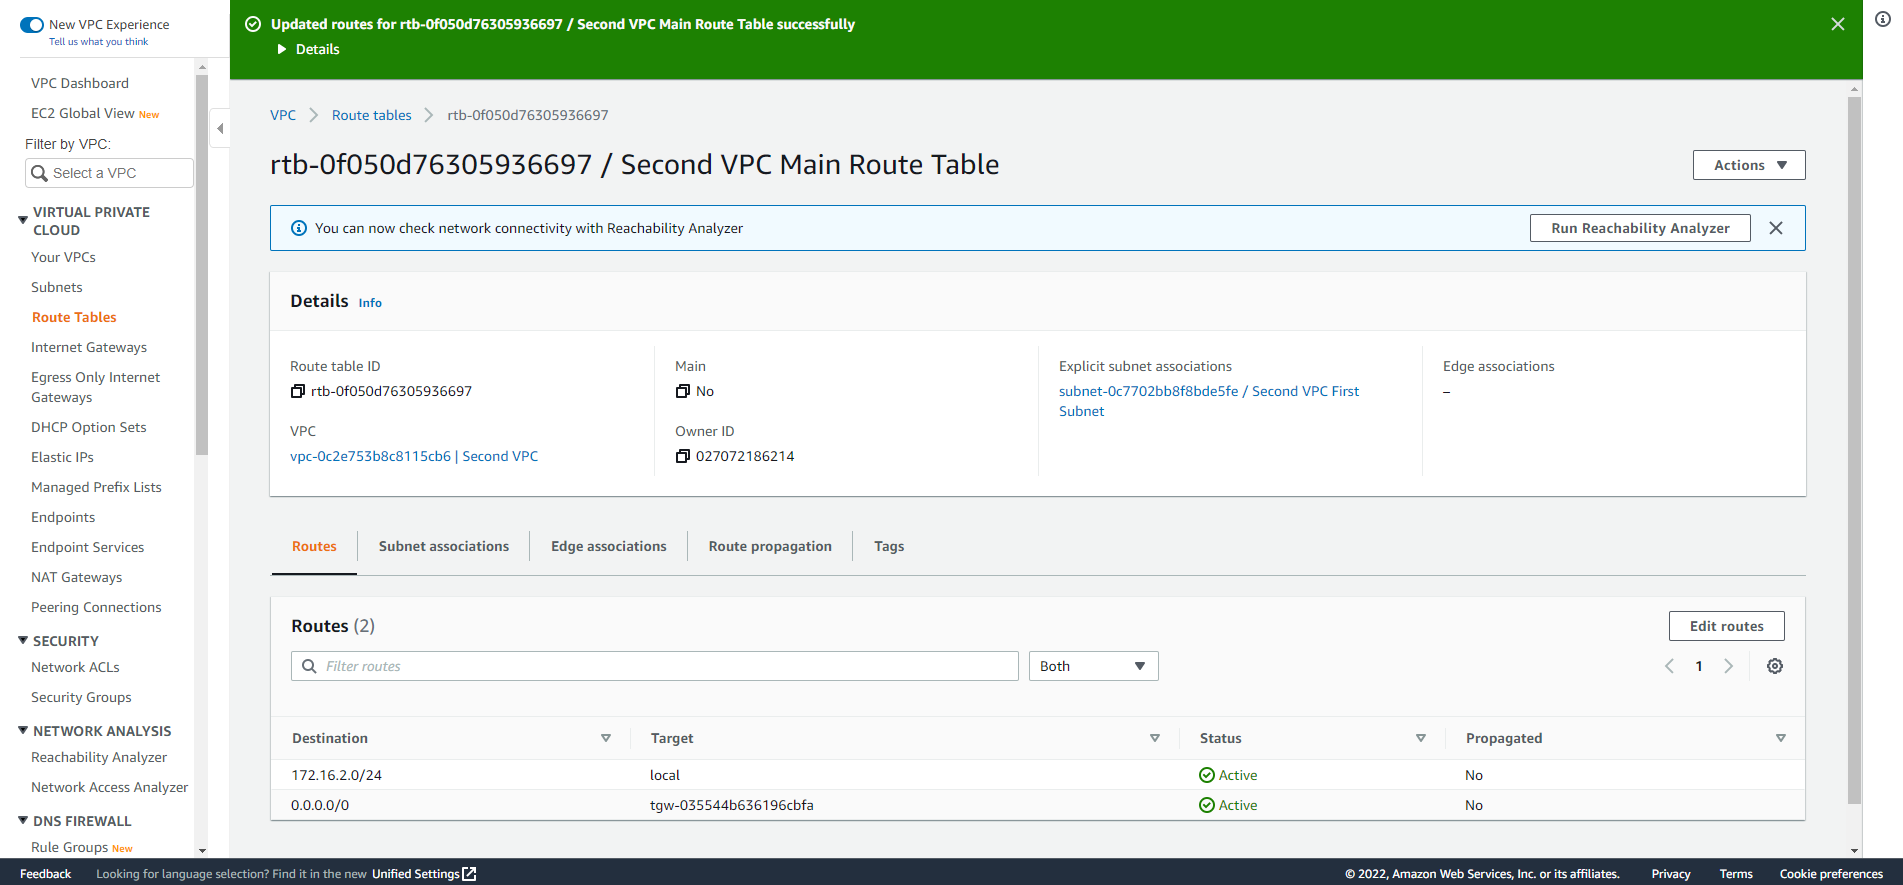 New VPC Experience
Tell us what you think
VPC Dashboard
EC2 Global View New
Filter by VPC:
Select a VPC
VIRTUAL PRIVATE
CLOUD
Your VPCs
Subnets
Route Tables
Internet Gateways
Egress Only Internet
Gateways
DHCP Option Sets
Elastic IPs
Managed Prefix Lists
Endpoints
Endpoint Services
NAT Gateways
Peering Connections
SECURITY
Network ACLs
Security Groups
NETWORK ANALYSIS
Reachability Analyzer
Network Access Analyzer
DNS FIREWALL
Rule Groups New
Updated routes for rtb-0f050d76305936697 / Second VPC Main Route Table successfully
Details
VPC Route tables rtb-0f050d76305936697
rtb-0f050d76305936697 / Second VPC Main Route Table
Actions
You can now check network connectivity with Reachability Analyzer
Run Reachability Analyzer
Details Info
Route table ID
rtb-0f050d76305936697
Main
No
Explicit subnet associations
subnet-0c7702bb8f8bde5fe / Second VPC First
Subnet
Edge associations
–
VPC
vpc-0c2e753b8c8115cb6 | Second VPC
Owner ID
027072186214
Routes Subnet associations Edge associations Route propagation Tags
Routes (2)
Edit routes
Filter routes
Both
1
Destination Target Status Propagated
172.16.2.0/24 local Active No
0.0.0.0/0 tgw-035544b636196cbfa Active No
Feedback Looking for language selection? Find it in the new Unified Settings
© 2022, Amazon Web Services, Inc. or its affiliates. Privacy Terms Cookie preferences